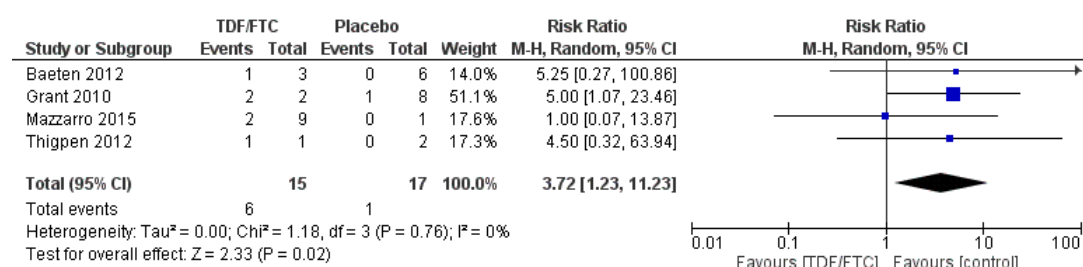 TDF/FTC Placebo Risk Ratio Risk Ratio
Study or Subgroup Events Total Events Total Weight M-H, Random, 95% CI M-H, Random, 95% CI
Baeten 2012 1 3 0 6 14.0% 5.25 [0.27, 100.86]
Grant 2010 2 2 1 8 51.1% 5.00 [1.07, 23.46]
Mazzarro 2015 2 9 0 1 17.6% 1.00 [0.07, 13.87]
Thigpen 2012 1 1 0 2 17.3% 4.50 [0.32, 63.94]
Total (95% CI) 15 17 100.0% 3.72 [1.23, 11.23]
Total events 6 1
Heterogeneity: Tau² = 0.00; Chi² = 1.18, df = 3 (P = 0.76); I² = 0%
Test for overall effect: Z = 2.33 (P = 0.02)
0.01 0.1 1 10 100
Favours [TDF/FTC] Favours [control]